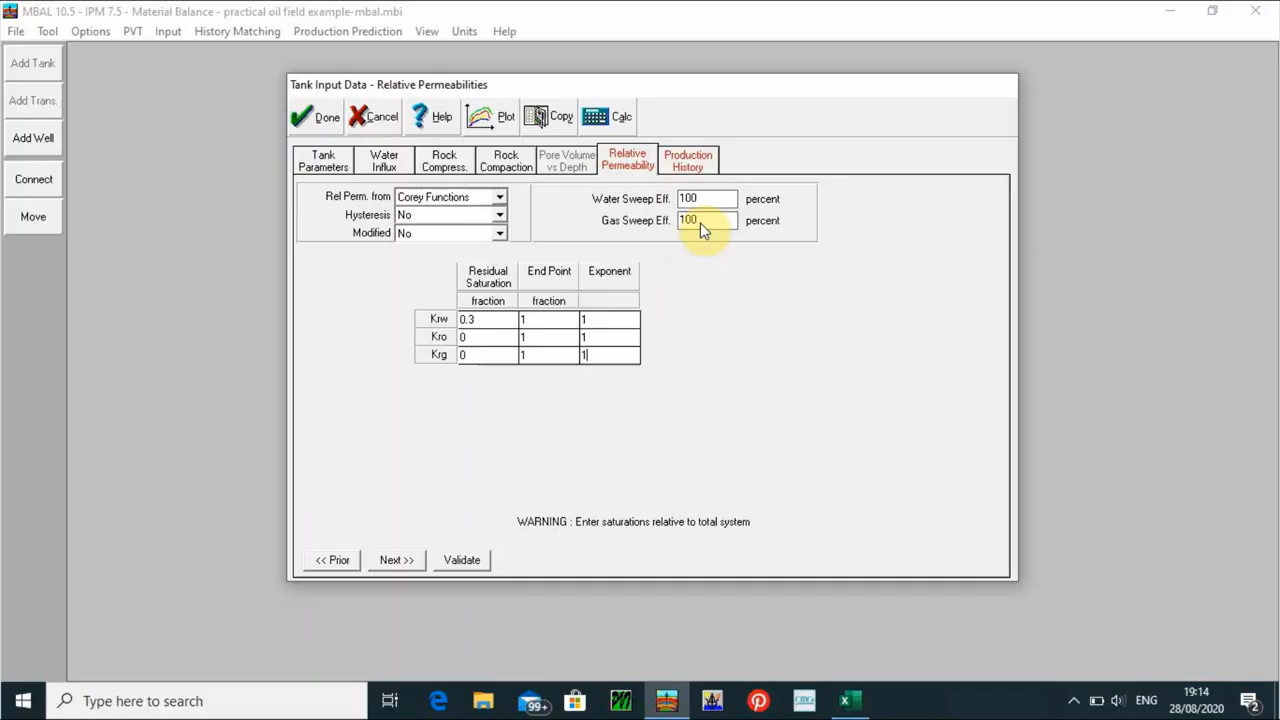 MBAL 10.5 - IPM 7.5 - Material Balance - practical oil field example-mbal.mbi
File Tool Options PVT Input History Matching Production Prediction View Units Help
Add Tank
Add Trans.
Add Well
Connect
Move
Tank Input Data - Relative Permeabilities
Done Cancel Help Plot Copy Calc
Tank Parameters
Water Influx
Rock Compress.
Rock Compaction
Pore Volume vs Depth
Relative Permeability
Production History
Rel Perm. from Corey Functions
Hysteresis No
Modified No
Water Sweep Eff. 100 percent
Gas Sweep Eff. 100 percent
Residual Saturation End Point Exponent
fraction fraction
Krw 0.3 1 1
Kro 0 1 1
Krg 0 1 1
WARNING : Enter saturations relative to total system
<< Prior Next >> Validate
Type here to search
99+
ENG
19:14
28/08/2020
2